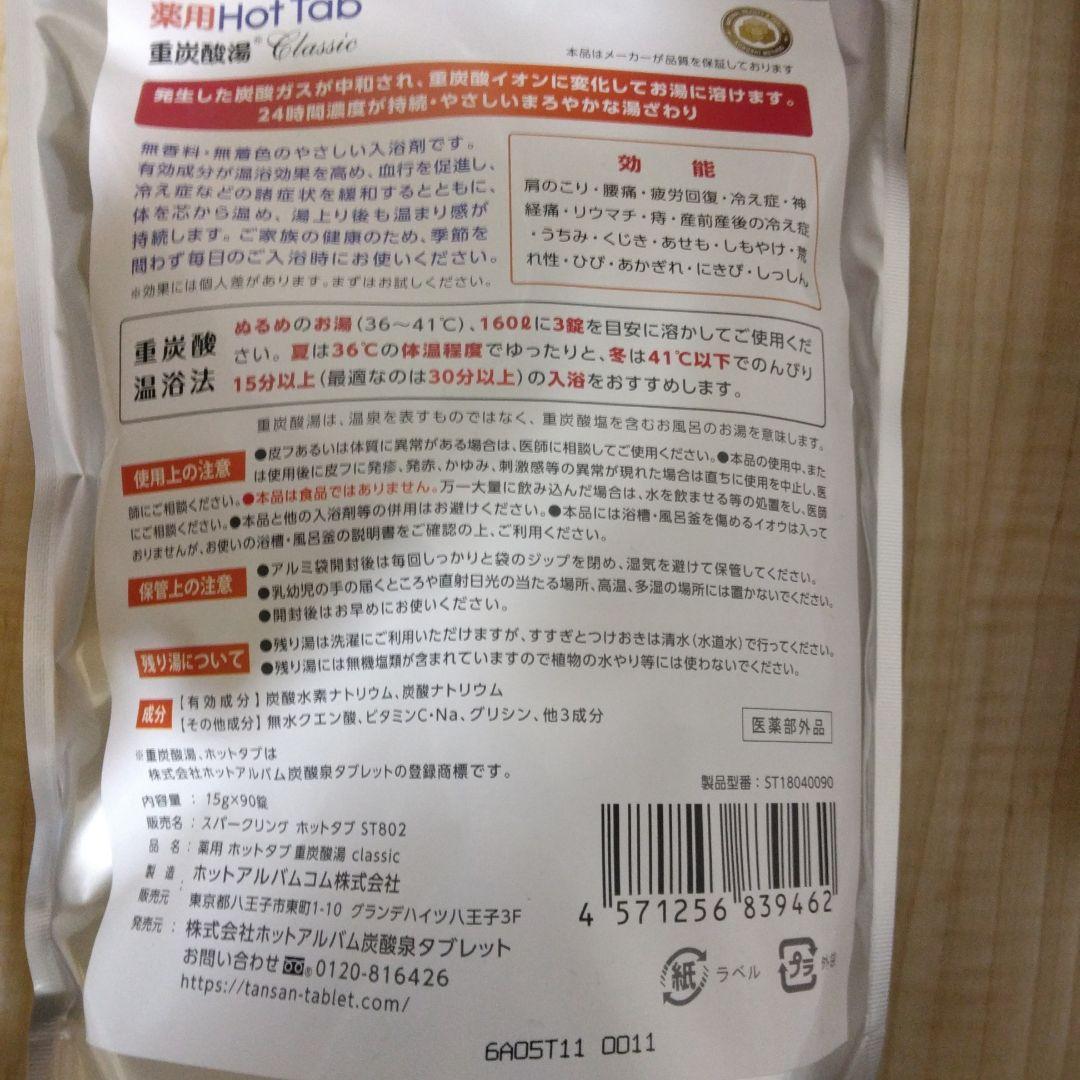 薬用HotTab
重炭酸湯® Classic
本品はメーカーが品質を保証しております
発生した炭酸ガスが中和され、重炭酸イオンに変化してお湯に溶けます。
24時間濃度が持続・やさしいまろやかな湯ざわり
無香料・無着色のやさしい入浴剤です。
有効成分が温浴効果を高め、血行を促進し、
冷え症などの諸症状を緩和するとともに、
体を芯から温め、湯上り後も温まり感が
持続します。ご家族の健康のため、季節を
問わず毎日のご入浴時にお使いください。
※効果には個人差があります。まずはお試しください。
効 能
肩のこり・腰痛・疲労回復・冷え症・神
経痛・リウマチ・痔・産前産後の冷え症
・うちみ・くじき・あせも・しもやけ・荒
れ性・ひび・あかぎれ・にきび・しっしん
重炭酸
温浴法
ぬるめのお湯(36～41℃)、160ℓに3錠を目安に溶かしてご使用くだ
さい。夏は36℃の体温程度でゆったりと、冬は41℃以下でのんびり
15分以上(最適なのは30分以上)の入浴をおすすめします。
重炭酸湯は、温泉を表すものではなく、重炭酸塩を含むお風呂のお湯を意味します。
使用上の注意
●皮フあるいは体質に異常がある場合は、医師に相談してご使用ください。●本品の使用中、また
は使用後に皮フに発疹、発赤、かゆみ、刺激感等の異常が現れた場合は直ちに使用を中止し、医
師にご相談ください。●本品は食品ではありません。万一大量に飲み込んだ場合は、水を飲ませる等の処置をし、医師
にご相談ください。●本品と他の入浴剤等の併用はお避けください。●本品には浴槽・風呂釜を傷めるイオウは入って
おりませんが、お使いの浴槽・風呂釜の説明書をご確認の上、ご利用ください。
保管上の注意
●アルミ袋開封後は毎回しっかりと袋のジップを閉め、湿気を避けて保管してください。
●乳幼児の手の届くところや直射日光の当たる場所、高温、多湿の場所には置かないでください。
●開封後はお早めにお使いください。
残り湯について
●残り湯は洗濯にご利用いただけますが、すすぎとつけおきは清水(水道水)で行ってください。
●残り湯には無機塩類が含まれていますので植物の水やり等には使わないでください。
成分
【有効成分】炭酸水素ナトリウム、炭酸ナトリウム
【その他成分】無水クエン酸、ビタミンC・Na、グリシン、他3成分
医薬部外品
※重炭酸湯、ホットタブは
株式会社ホットアルバム炭酸泉タブレットの登録商標です。
製品型番：ST18040090
内容量：15g×90錠
販売名：スパークリング ホットタブ ST802
品 名：薬用 ホットタブ重炭酸湯 classic
製 造
販売元：
ホットアルバムコム株式会社
東京都八王子市東町1-10 グランデハイツ八王子3F
発売元：株式会社ホットアルバム炭酸泉タブレット
お問い合わせ 0120-816426
https://tansan-tablet.com/
4 571256 839462
紙 ラベル
プラ 外袋
6A05T11 0011